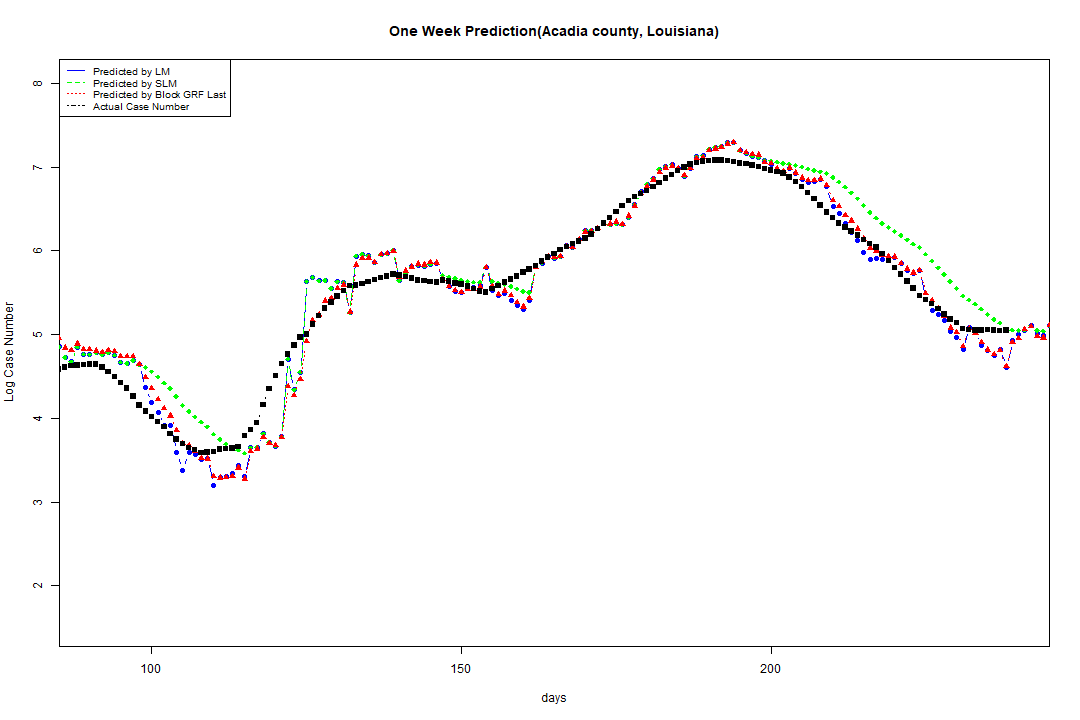 One Week Prediction(Acadia county, Louisiana)
Predicted by LM
Predicted by SLM
Predicted by Block GRF Last
Actual Case Number
8
7
6
5
4
3
2
Log Case Number
100 150 200
days